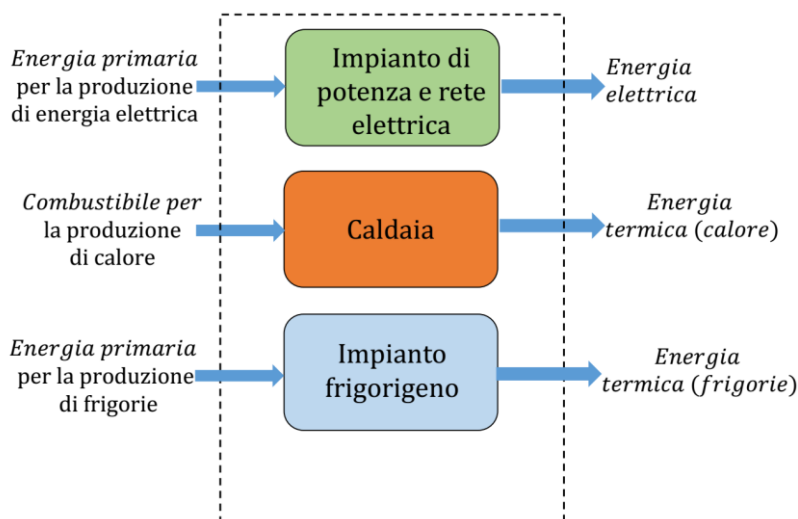 Energia primaria
per la produzione
di energia elettrica
Impianto di
potenza e rete
elettrica
Energia
elettrica
Combustibile per
la produzione
di calore
Caldaia
Energia
termica (calore)
Energia primaria
per la produzione
di frigorie
Impianto
frigorigeno
Energia
termica (frigorie)